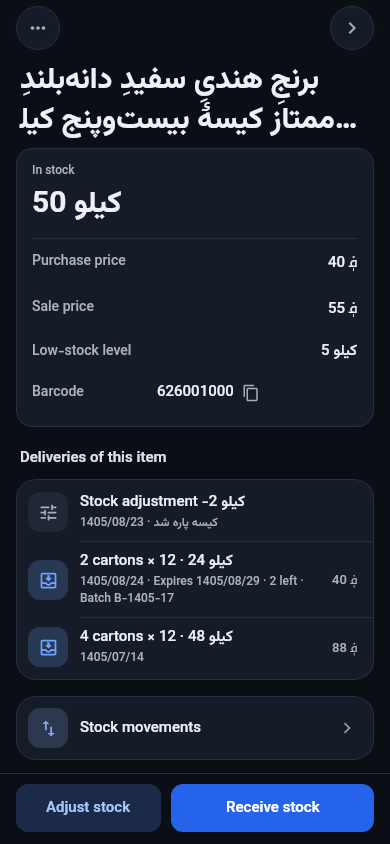 برنجِ هندیِ سفیدِ دانه‌بلندِ
ممتاز کیسهٔ بیست‌وپنج کیل…
In stock
50 کیلو
Purchase price
40 ؋
Sale price
55 ؋
Low-stock level
5 کیلو
Barcode
626001000
Deliveries of this item
Stock adjustment -2 کیلو
1405/08/23 · کیسه پاره شد
2 cartons × 12 · 24 کیلو
1405/08/24 · Expires 1405/08/29 · 2 left ·
Batch B-1405-17
40 ؋
4 cartons × 12 · 48 کیلو
1405/07/14
88 ؋
Stock movements
Adjust stock
Receive stock